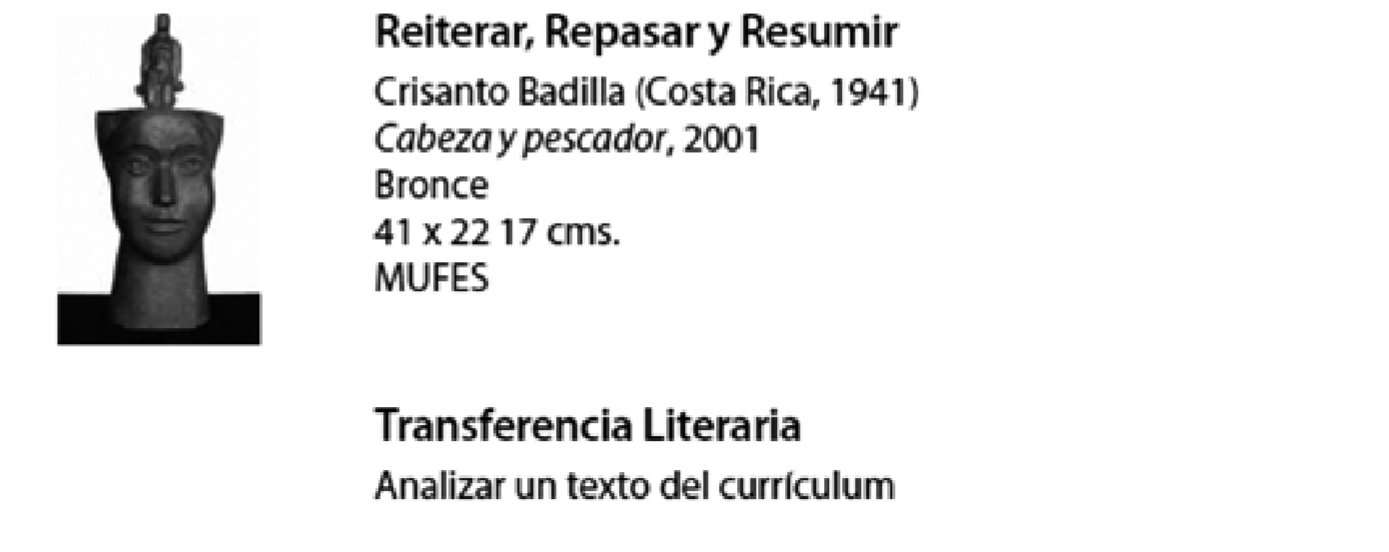 Reiterar, Repasar y Resumir
Crisanto Badilla (Costa Rica, 1941)
Cabeza y pescador, 2001
Bronce
41 x 22 17 cms.
MUFES
Transferencia Literaria
Analizar un texto del currículum